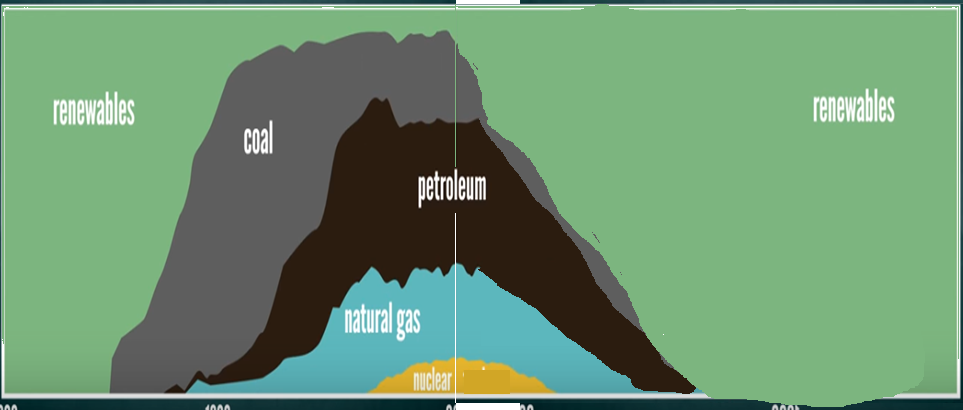 renewables
renewables
coal
petroleum
natural gas
nuclear